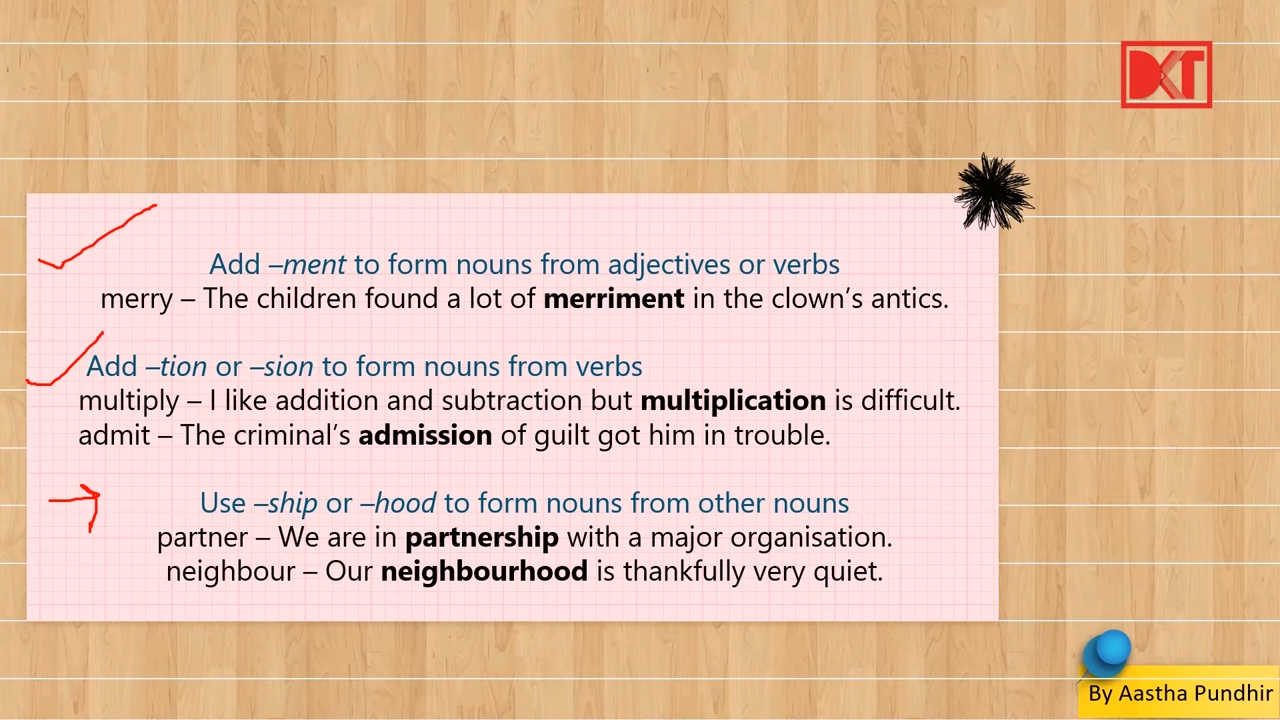 DKT
Add –ment to form nouns from adjectives or verbs
merry – The children found a lot of merriment in the clown’s antics.
Add –tion or –sion to form nouns from verbs
multiply – I like addition and subtraction but multiplication is difficult.
admit – The criminal’s admission of guilt got him in trouble.
Use –ship or –hood to form nouns from other nouns
partner – We are in partnership with a major organisation.
neighbour – Our neighbourhood is thankfully very quiet.
By Aastha Pundhir